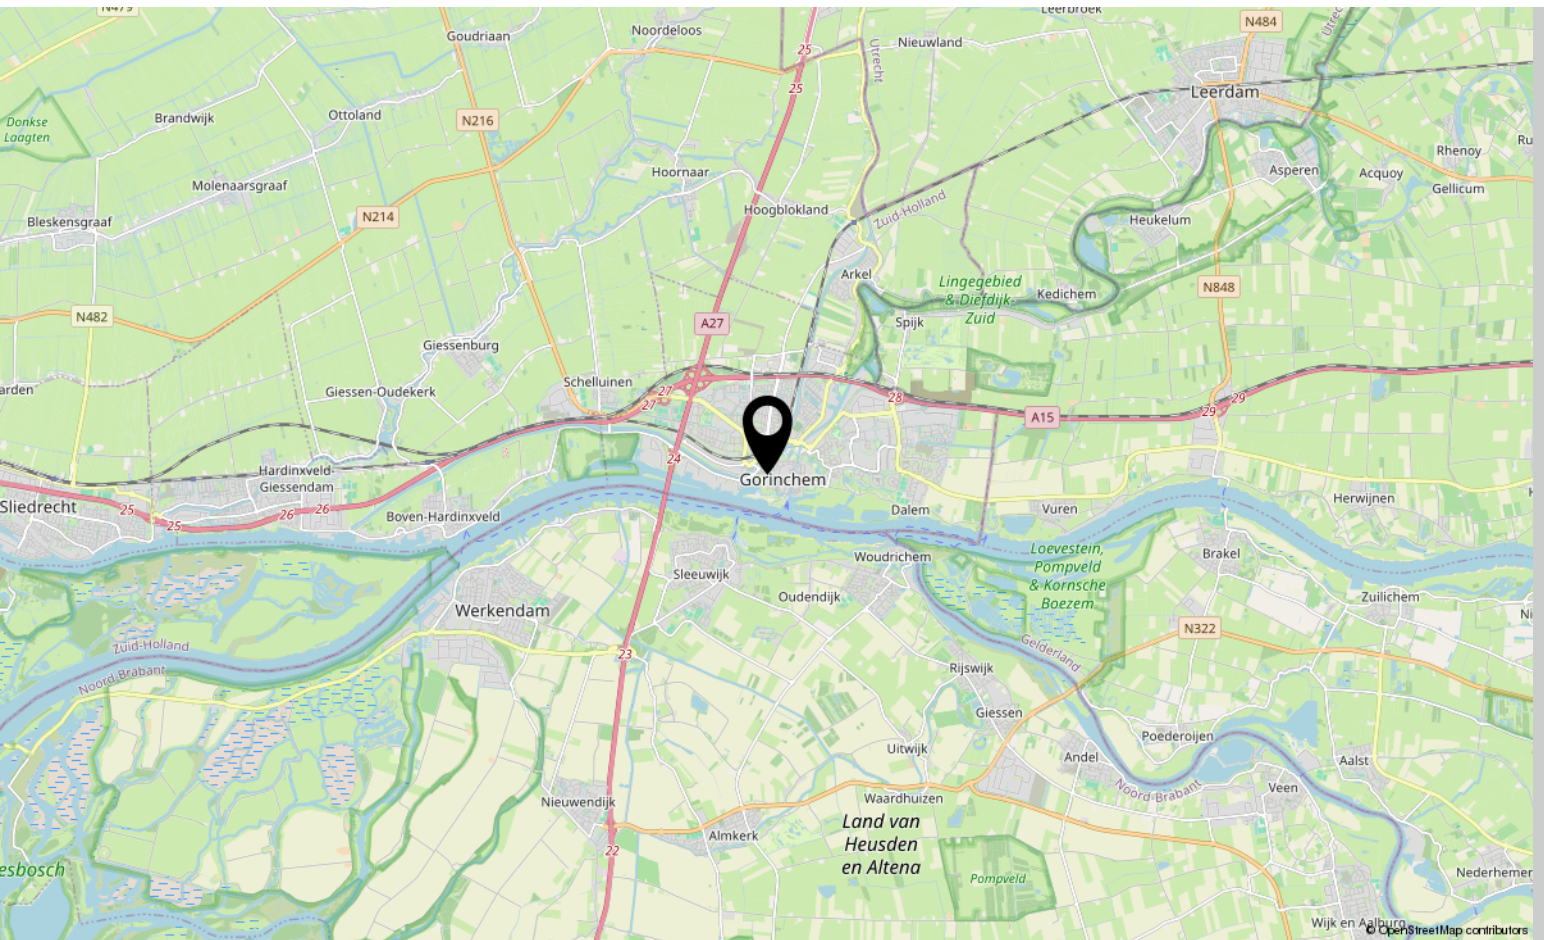 N479
Goudriaan
Noordeloos
Leerbroek
N484
Utrecht
25
Nieuwland
25
Leerdam
Donkse
Laagten
Brandwijk
Ottoland
N216
Rhenoy
Asperen
Acquoy
Gellicum
Hoornaar
Molenaarsgraaf
Hoogblokland
Zuid-Holland
Heukelum
Bleskensgraaf
N214
Arkel
Lingegebied
& Diefdijk-
Zuid
Kedichem
N848
N482
A27
Spijk
Giessenburg
Schelluinen
Giessen-Oudekerk
27
27
28
29
29
A15
24
Gorinchem
Hardinxveld-
Giessendam
Sliedrecht
25
25
26
26
Boven-Hardinxveld
Dalem
Vuren
Herwijnen
Woudrichem
Loevestein,
Pompveld
& Kornsche
Boezem
Brakel
Sleeuwijk
Oudendijk
Zuilichem
Werkendam
N322
Zuid-Holland
Noord-Brabant
23
Gelderland
Rijswijk
Giessen
Uitwijk
Poederoijen
Andel
Aalst
Noord-Brabant
Veen
Nieuwendijk
Waardhuizen
Almkerk
22
Land van
Heusden
en Altena
esbosch
Pompveld
Nederhemer
Wijk en Aalburg
© OpenStreetMap contributors